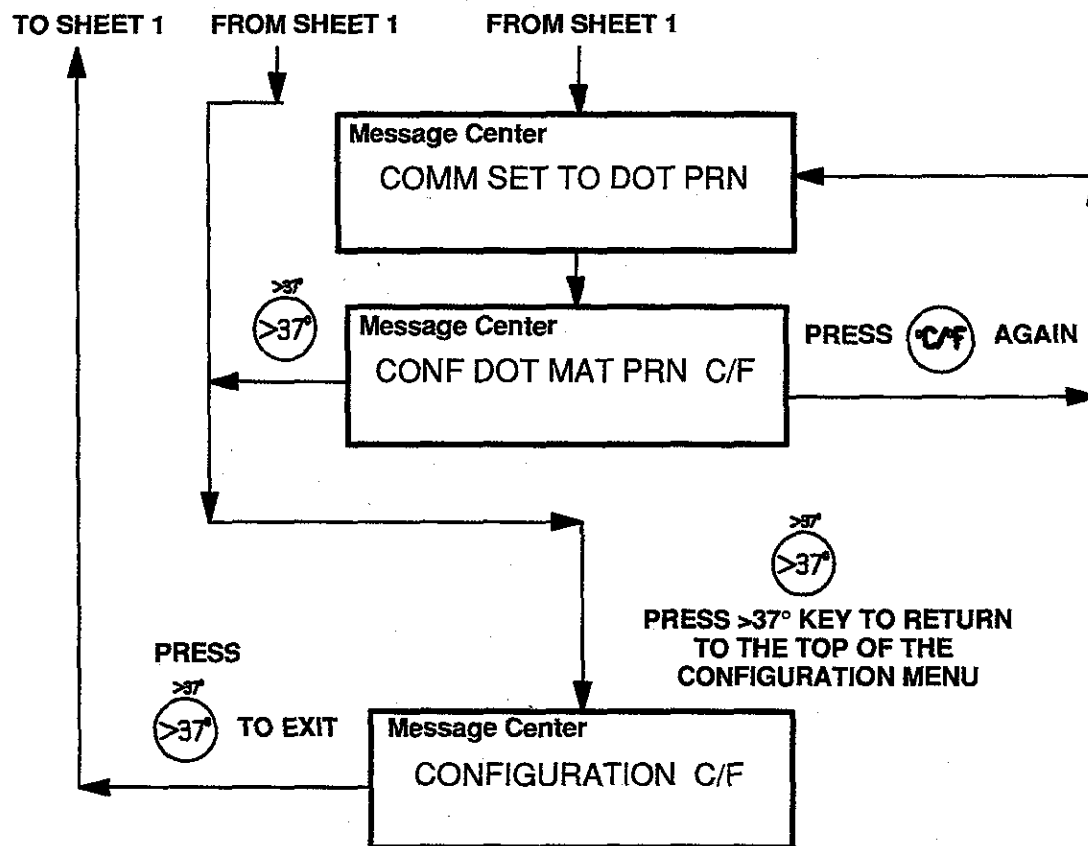 TO SHEET 1 FROM SHEET 1 FROM SHEET 1
Message Center
COMM SET TO DOT PRN
>37°
>37°
Message Center
CONF DOT MAT PRN C/F
PRESS °C/°F AGAIN
>37°
>37°
PRESS >37° KEY TO RETURN
TO THE TOP OF THE
CONFIGURATION MENU
PRESS
>37°
>37° TO EXIT
Message Center
CONFIGURATION C/F